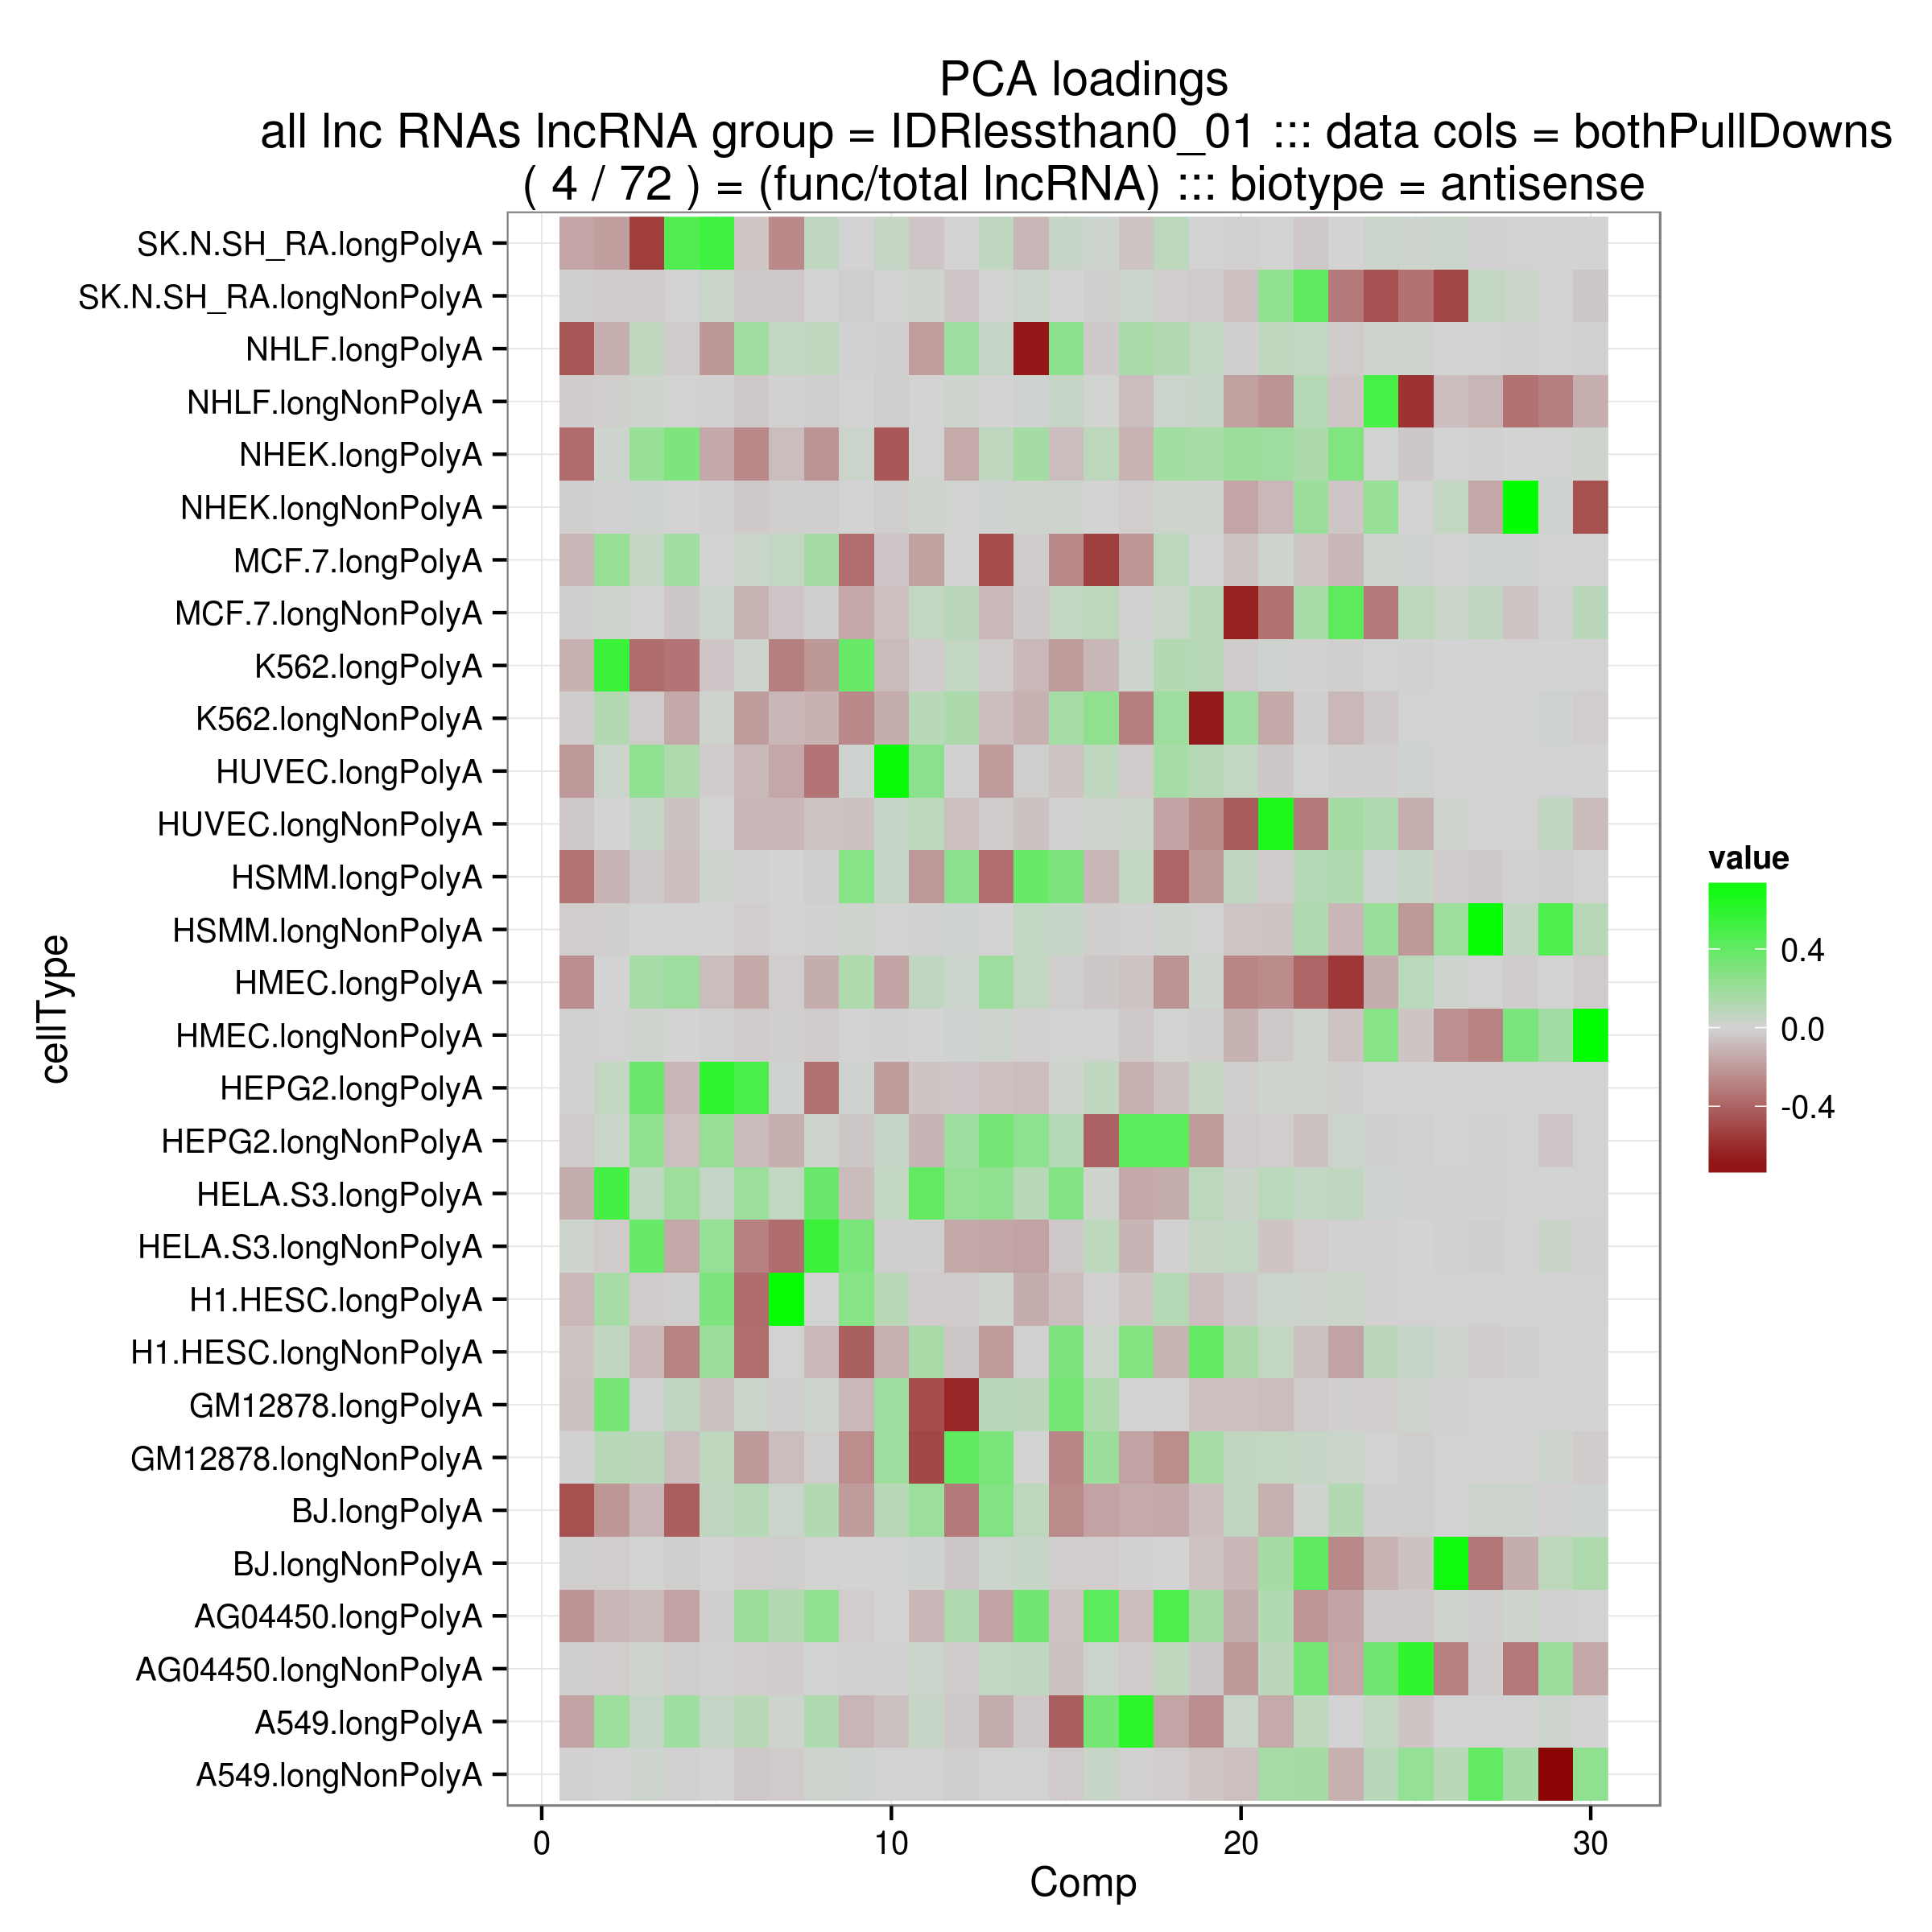 PCA loadings
all lnc RNAs lncRNA group = IDRlessthan0_01 ::: data cols = bothPullDowns
( 4 / 72 ) = (func/total lncRNA) ::: biotype = antisense
SK.N.SH_RA.longPolyA
SK.N.SH_RA.longNonPolyA
NHLF.longPolyA
NHLF.longNonPolyA
NHEK.longPolyA
NHEK.longNonPolyA
MCF.7.longPolyA
MCF.7.longNonPolyA
K562.longPolyA
K562.longNonPolyA
HUVEC.longPolyA
HUVEC.longNonPolyA
HSMM.longPolyA
HSMM.longNonPolyA
HMEC.longPolyA
HMEC.longNonPolyA
HEPG2.longPolyA
HEPG2.longNonPolyA
HELA.S3.longPolyA
HELA.S3.longNonPolyA
H1.HESC.longPolyA
H1.HESC.longNonPolyA
GM12878.longPolyA
GM12878.longNonPolyA
BJ.longPolyA
BJ.longNonPolyA
AG04450.longPolyA
AG04450.longNonPolyA
A549.longPolyA
A549.longNonPolyA
cellType
0 10 20 30
Comp
value
0.4
0.0
-0.4